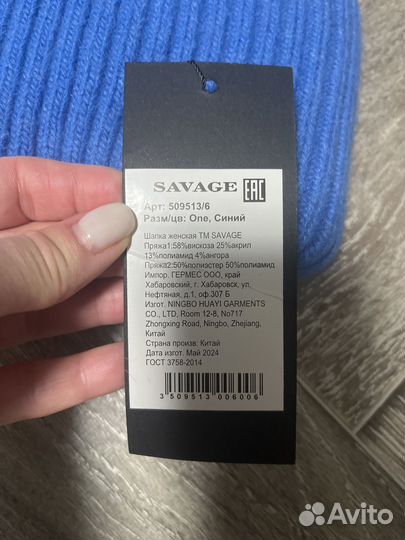 SAVAGE EAC
Арт: 509513/6
Разм/цв: One, Синий
Шапка женская ТМ SAVAGE
Пряжа1:58%вискоза 25%акрил
13%полиамид 4%ангора
Пряжа2:50%полиэстер 50%полиамид
Импор. ГЕРМЕС ООО, край
Хабаровский, г. Хабаровск, ул,
Нефтяная, д.1, оф.307 Б
Изгот. NINGBO HUAYI GARMENTS
CO., LTD, Room 12-8, No717
Zhongxing Road, Ningbo, Zhejiang,
Китай
Страна произв: Китай
Дата изгот. Май 2024
ГОСТ 3758-2014
3 509513 006006
Avito